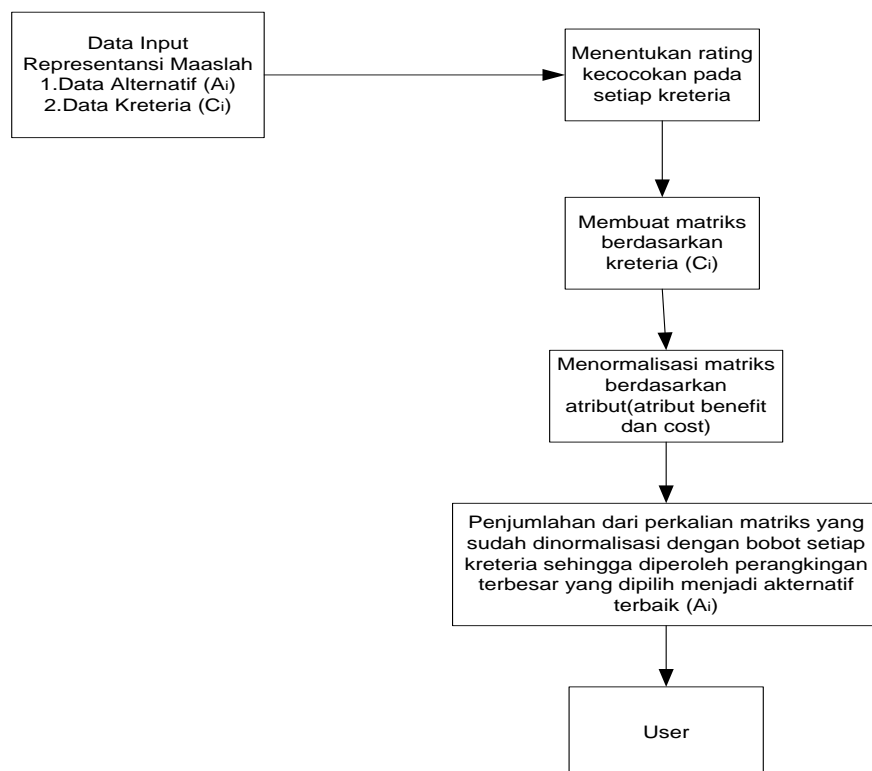 Data Input
Representansi Maaslah
1.Data Alternatif (Ai)
2.Data Kreteria (Ci)
Menentukan rating
kecocokan pada
setiap kreteria
Membuat matriks
berdasarkan
kreteria (Ci)
Menormalisasi matriks
berdasarkan
atribut(atribut benefit
dan cost)
Penjumlahan dari perkalian matriks yang
sudah dinormalisasi dengan bobot setiap
kreteria sehingga diperoleh perangkingan
terbesar yang dipilih menjadi akternatif
terbaik (Ai)
User